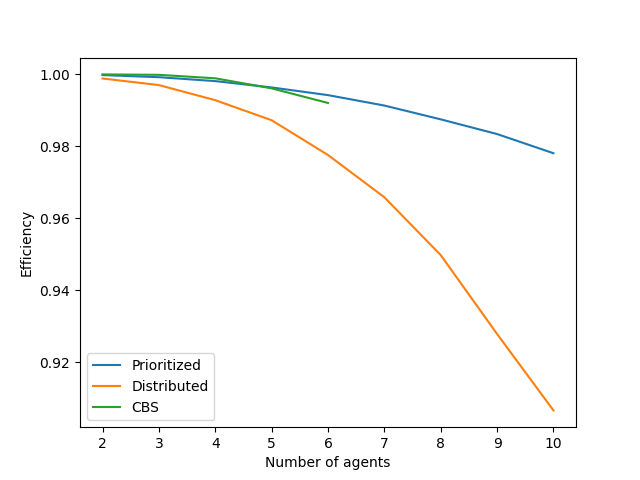 1.00
0.98
0.96
0.94
0.92
Efficiency
Prioritized
Distributed
CBS
2 3 4 5 6 7 8 9 10
Number of agents